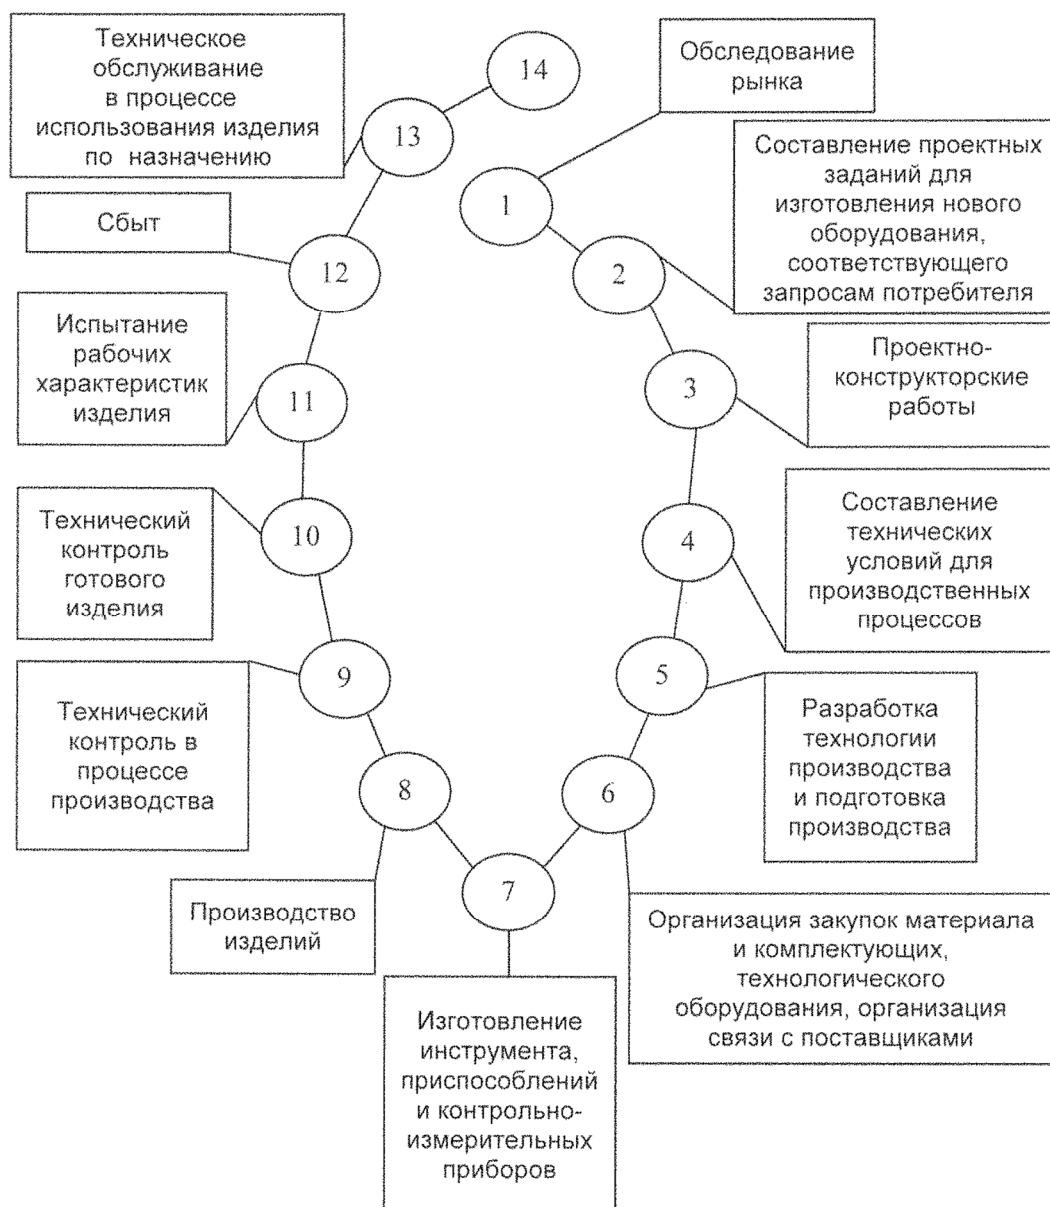 Техническое
обслуживание
в процессе
использования изделия
по назначению
14
13
Обследование
рынка
1
Составление проектных
заданий для
изготовления нового
оборудования,
соответствующего
запросам потребителя
Сбыт
12
2
Испытание
рабочих
характеристик
изделия
11
3
Проектно-
конструкторские
работы
Технический
контроль
готового
изделия
10
4
Составление
технических
условий для
производственных
процессов
9
5
Технический
контроль в
процессе
производства
Разработка
технологии
производства
и подготовка
производства
8
6
7
Производство
изделий
Организация закупок материала
и комплектующих,
технологического
оборудования, организация
связи с поставщиками
Изготовление
инструмента,
приспособлений
и контрольно-
измерительных
приборов